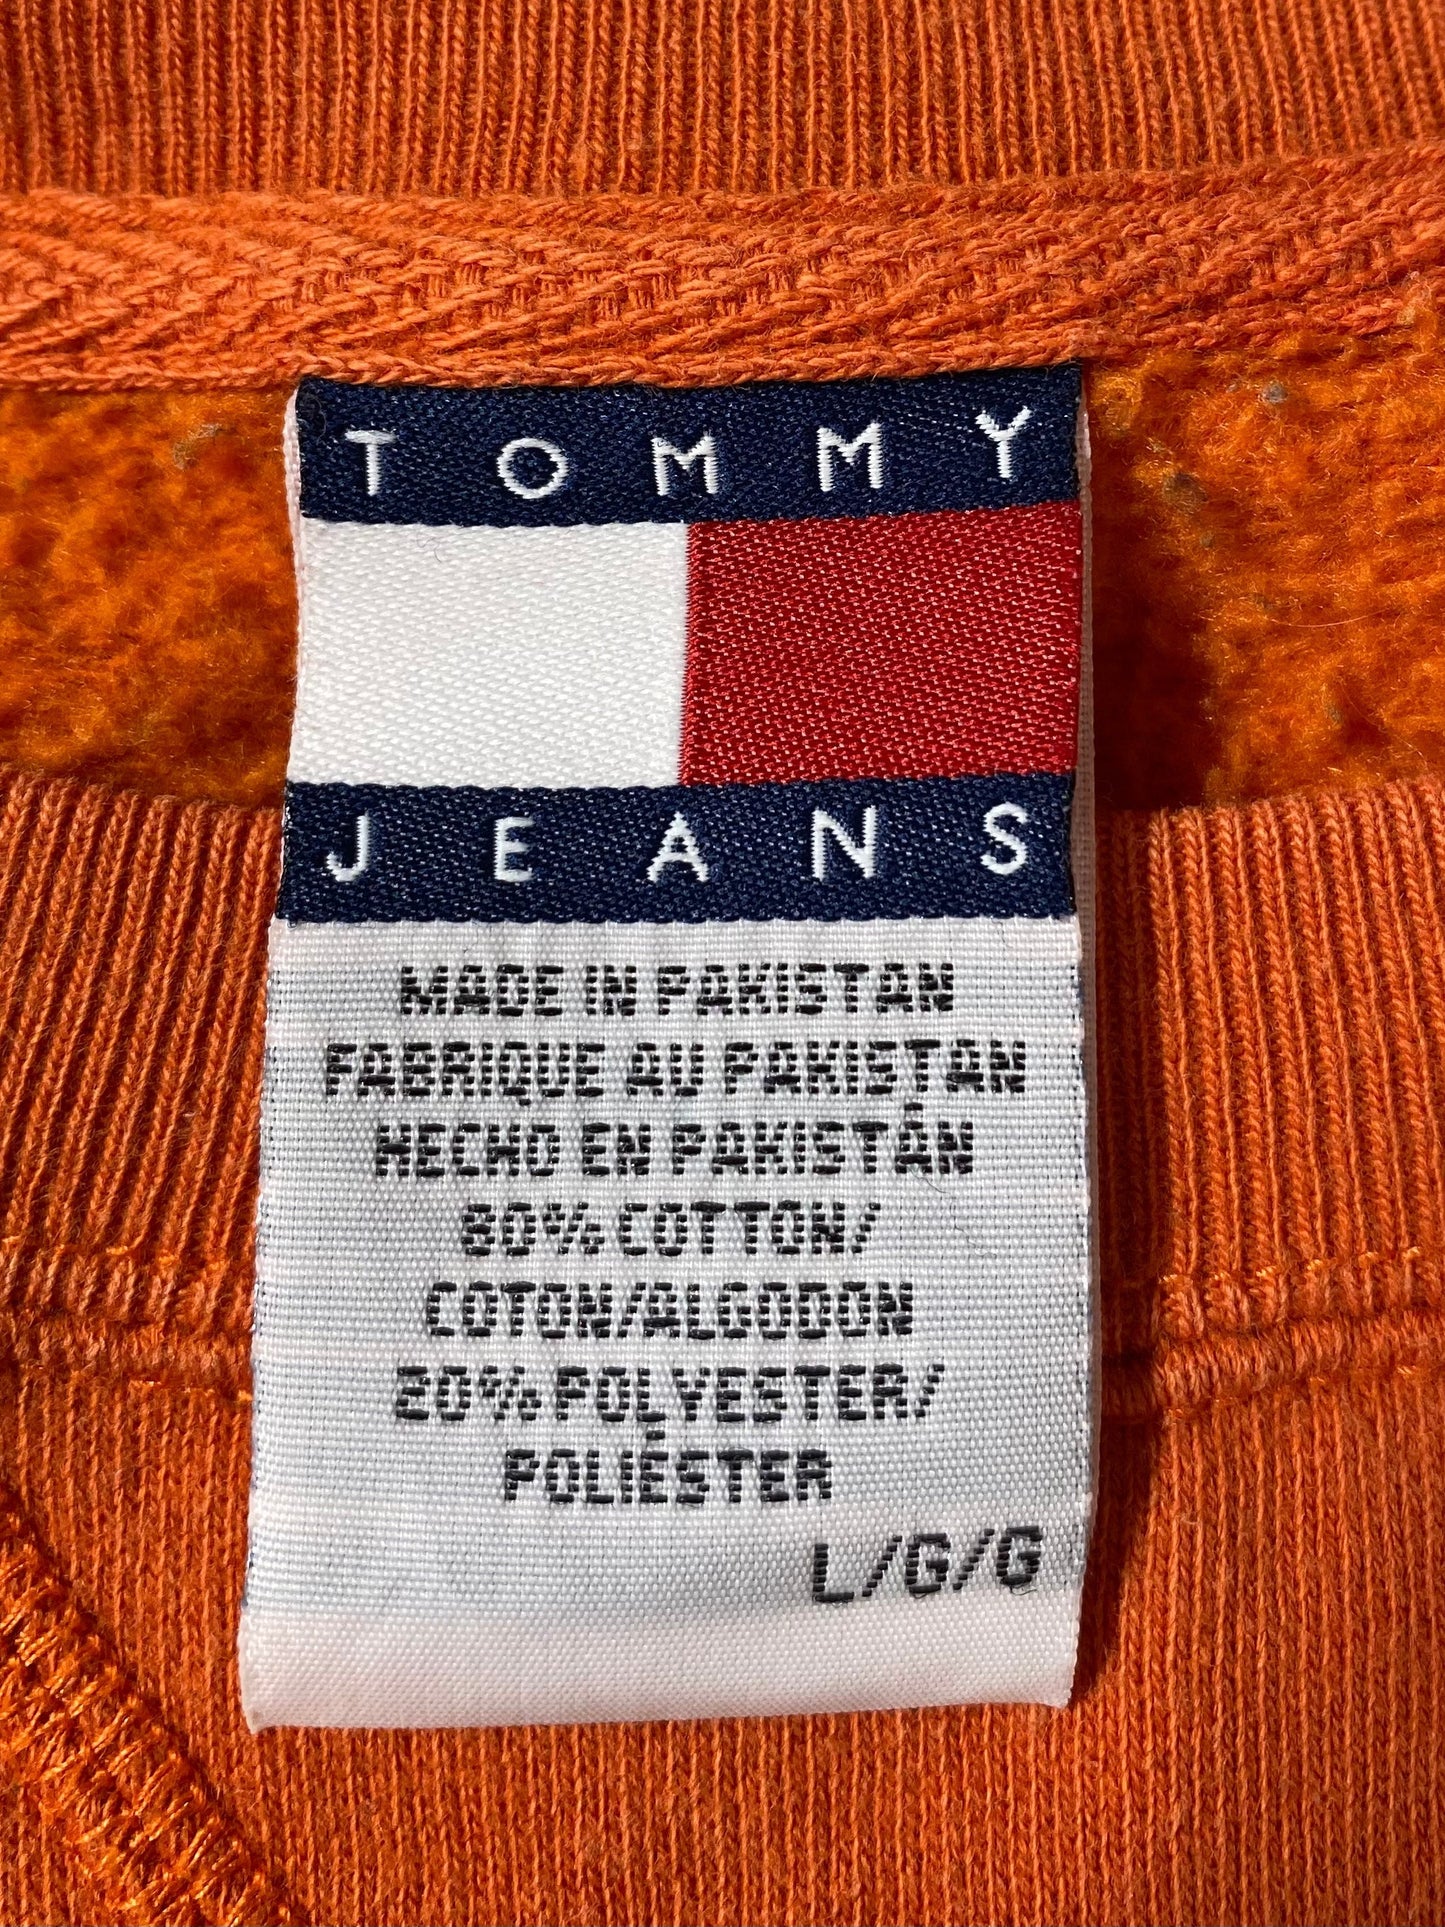 TOMMY
JEANS
MADE IN PAKISTAN
FABRIQUE AU PAKISTAN
HECHO EN PAKISTÁN
80% COTTON/
COTON/ALGODON
20% POLYESTER/
POLIÉSTER
L/G/G